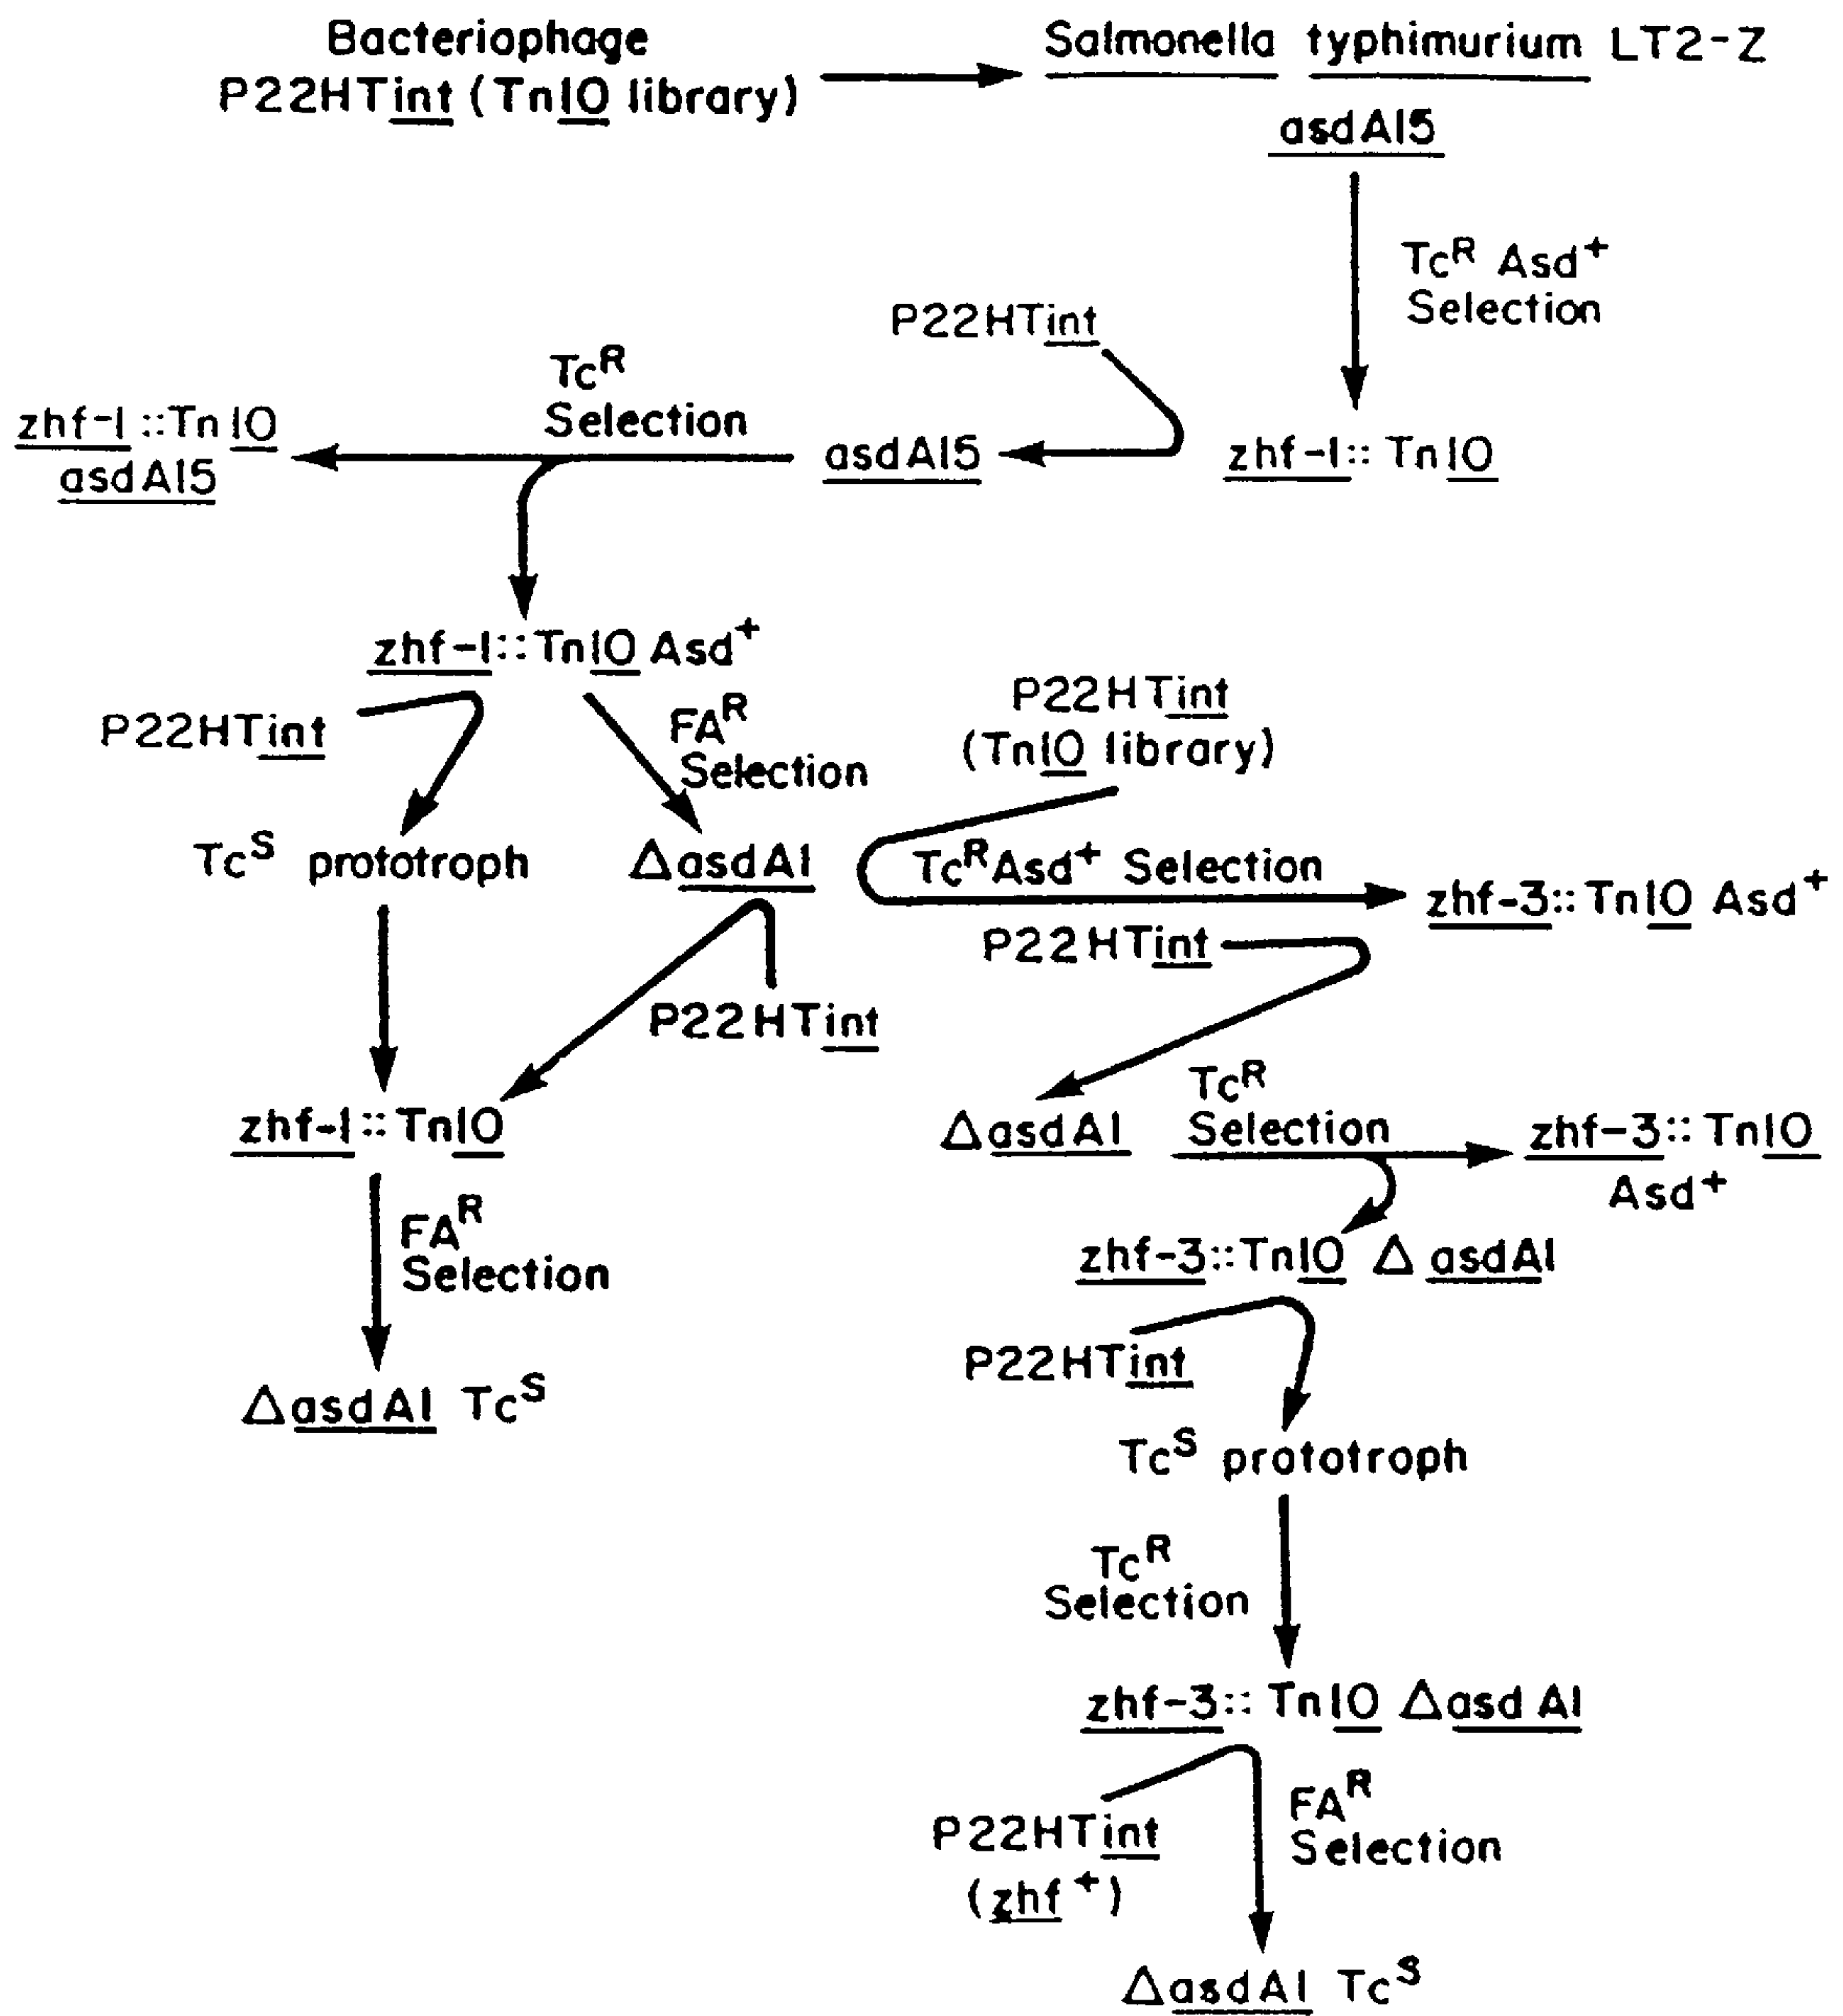 Bacteriophage
P22HTint (Tn10 library)
Salmonella typhimurium LT2-Z
asdA15
TcR Asd+
Selection
P22HTint
TcR
Selection
zhf-1::Tn10
asdA15
asdA15
zhf-1::Tn10
zhf-1::Tn10 Asd+
P22HTint
FAR
Selection
P22HTint
(Tn10 library)
TcS prototroph
ΔasdA1
TcR Asd+ Selection
zhf-3::Tn10 Asd+
P22HTint
P22HTint
zhf-1::Tn10
ΔasdA1
TcR
Selection
zhf-3::Tn10
Asd+
FAR
Selection
zhf-3::Tn10 ΔasdA1
P22HTint
ΔasdA1 TcS
TcS prototroph
TcR
Selection
zhf-3::Tn10 ΔasdA1
P22HTint
(zhf+)
FAR
Selection
ΔasdA1 TcS